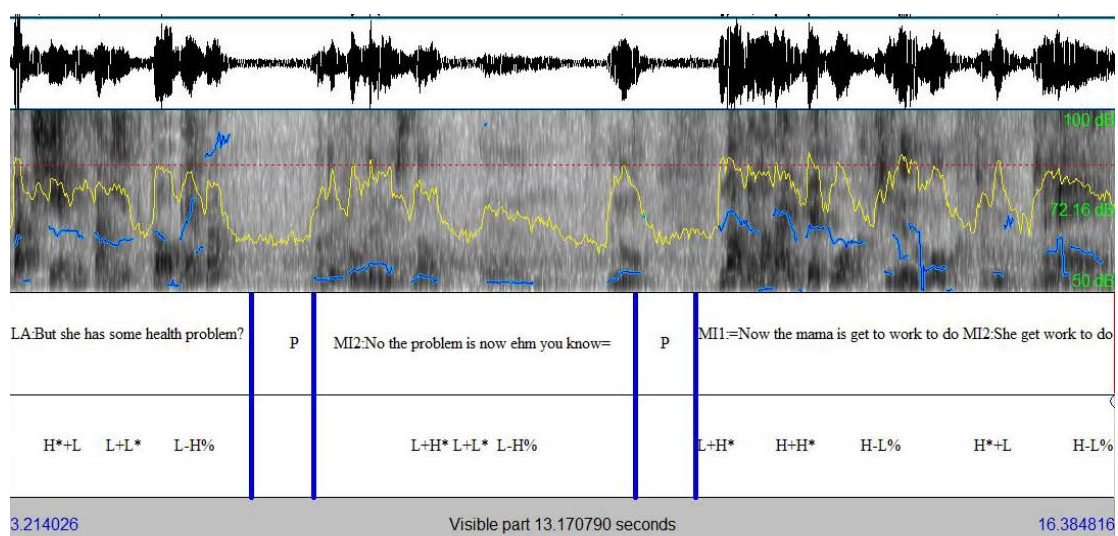 100 dB
72.16 dB
50 dB
LA:But she has some health problem? P MI2:No the problem is now ehm you know= P MI1:=Now the mama is get to work to do MI2:She get work to do
H*+L L+L* L-H% L+H* L+L* L-H% L+H* H+H* H-L% H*+L H-L%
3.214026 Visible part 13.170790 seconds 16.384816